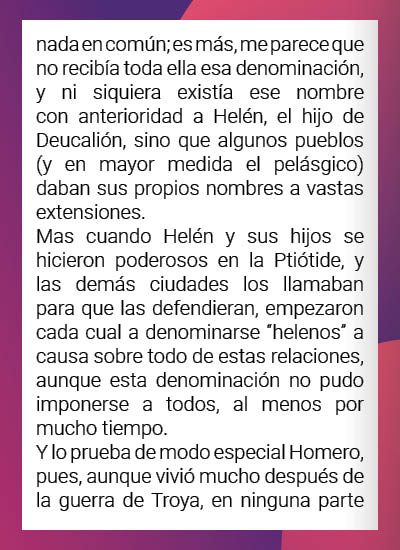 nada en común; es más, me parece que
no recibía toda ella esa denominación,
y ni siquiera existía ese nombre
con anterioridad a Helén, el hijo de
Deucalión, sino que algunos pueblos
(y en mayor medida el pelásgico)
daban sus propios nombres a vastas
extensiones.
Mas cuando Helén y sus hijos se
hicieron poderosos en la Ptiótide, y
las demás ciudades los llamaban
para que las defendieran, empezaron
cada cual a denominarse “helenos” a
causa sobre todo de estas relaciones,
aunque esta denominación no pudo
imponerse a todos, al menos por
mucho tiempo.
Y lo prueba de modo especial Homero,
pues, aunque vivió mucho después de
la guerra de Troya, en ninguna parte